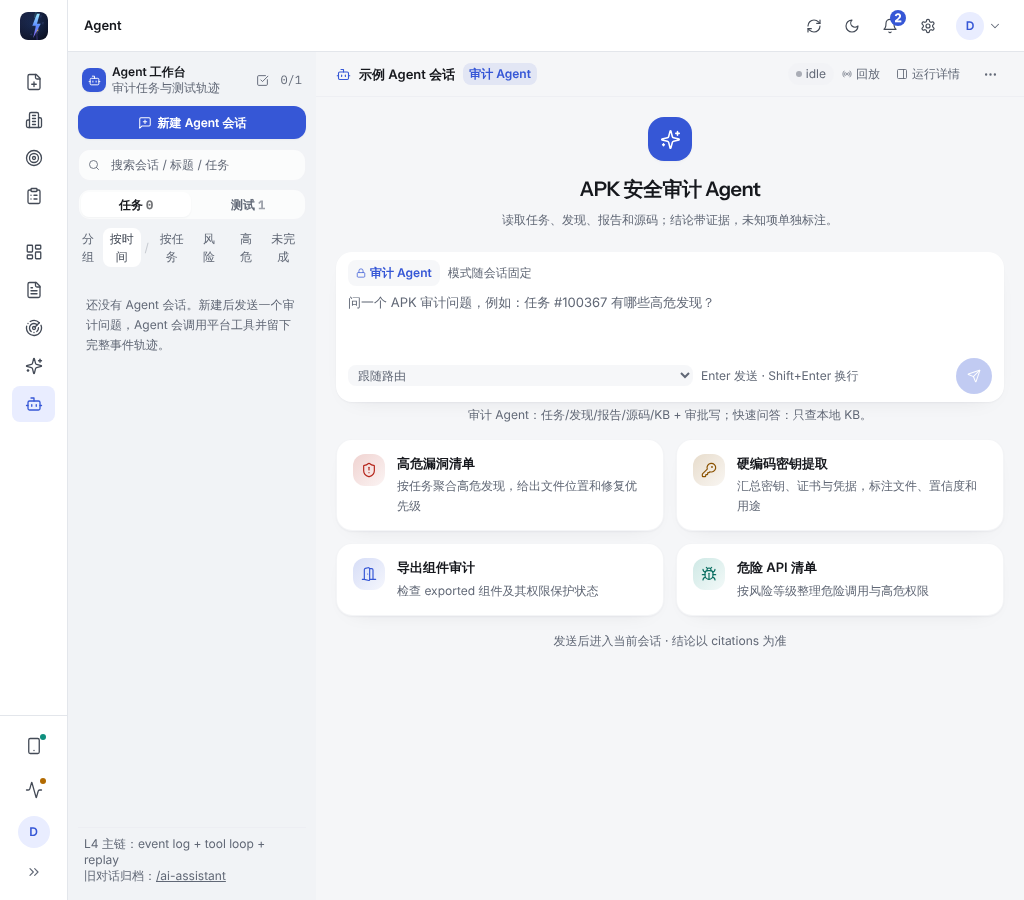 Agent
2
D
Agent 工作台
审计任务与测试轨迹
0/1
新建 Agent 会话
搜索会话 / 标题 / 任务
任务 0
测试 1
分组
按时间
/
按任务
风险
高危
未完成
还没有 Agent 会话。新建后发送一个审
计问题，Agent 会调用平台工具并留下
完整事件轨迹。
L4 主链：event log + tool loop +
replay
旧对话归档：/ai-assistant
D
示例 Agent 会话
审计 Agent
idle
回放
运行详情
APK 安全审计 Agent
读取任务、发现、报告和源码；结论带证据，未知项单独标注。
审计 Agent
模式随会话固定
问一个 APK 审计问题，例如：任务 #100367 有哪些高危发现？
跟随路由
Enter 发送 · Shift+Enter 换行
审计 Agent：任务/发现/报告/源码/KB + 审批写；快速问答：只查本地 KB。
高危漏洞清单
按任务聚合高危发现，给出文件位置和修复优
先级
硬编码密钥提取
汇总密钥、证书与凭据，标注文件、置信度和
用途
导出组件审计
检查 exported 组件及其权限保护状态
危险 API 清单
按风险等级整理危险调用与高危权限
发送后进入当前会话 · 结论以 citations 为准